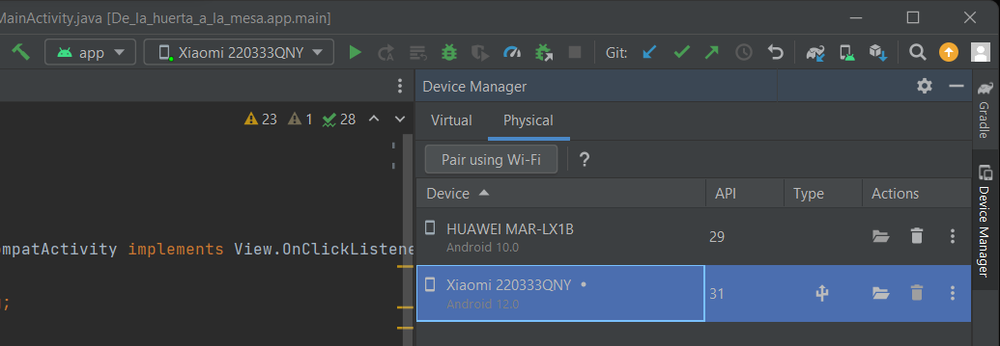 MainActivity.java [De_la_huerta_a_la_mesa.app.main]
app
Xiaomi 220333QNY
Git:
Device Manager
23
1
28
Virtual
Physical
Pair using Wi-Fi
?
Device
API
Type
Actions
HUAWEI MAR-LX1B
Android 10.0
29
ompatActivity implements View.OnClickListene
Xiaomi 220333QNY
Android 12.0
31
;
Gradle
Device Manager